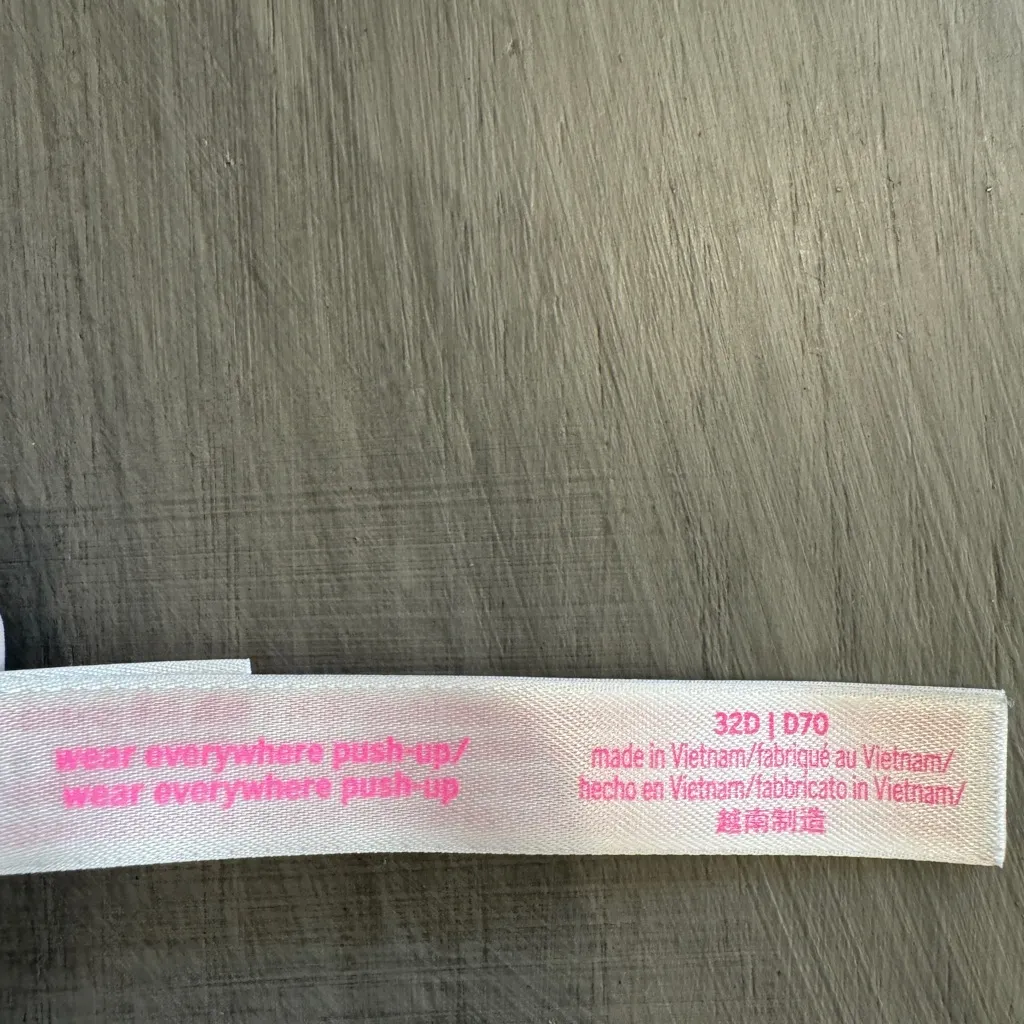 wear everywhere push-up/
wear everywhere push-up
32D | D70
made in Vietnam/fabriqué au Vietnam/
hecho en Vietnam/fabbricato in Vietnam/
越南制造